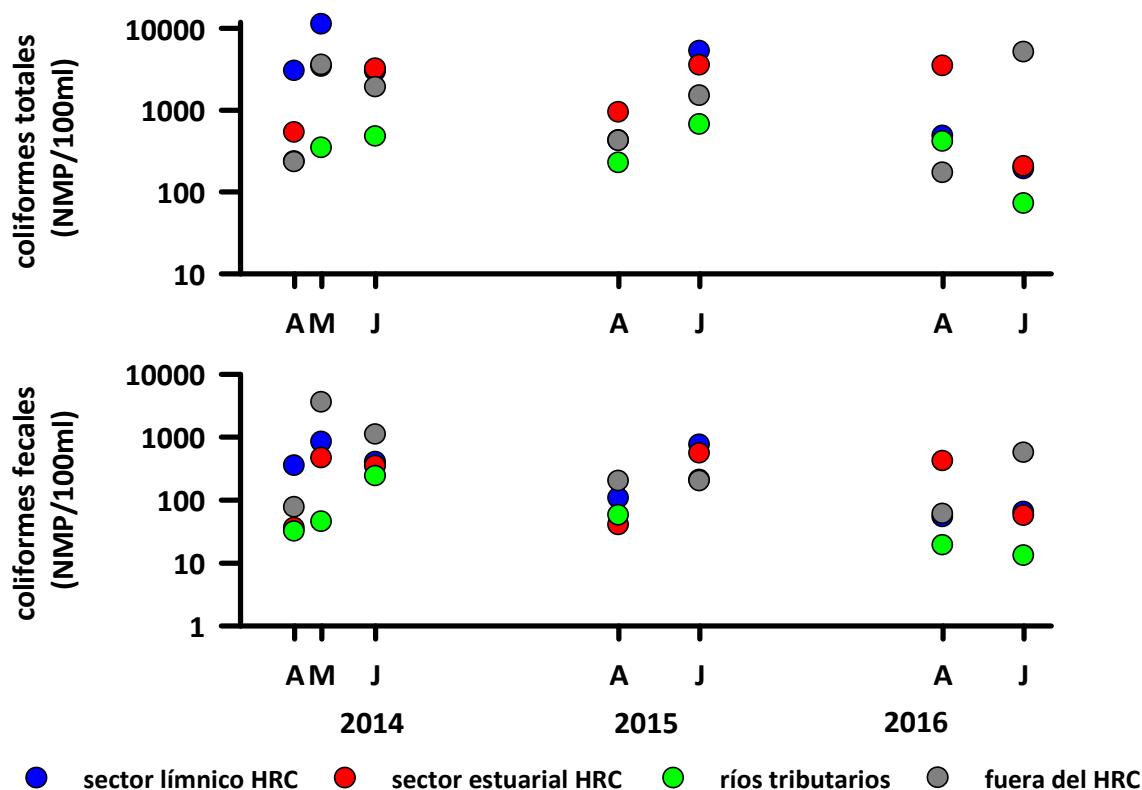 coliformes totales
(NMP/100ml)
10000
1000
100
10
A M J A J A J
coliformes fecales
(NMP/100ml)
10000
1000
100
10
1
A M J A J A J
2014 2015 2016
sector límnico HRC sector estuarial HRC ríos tributarios fuera del HRC